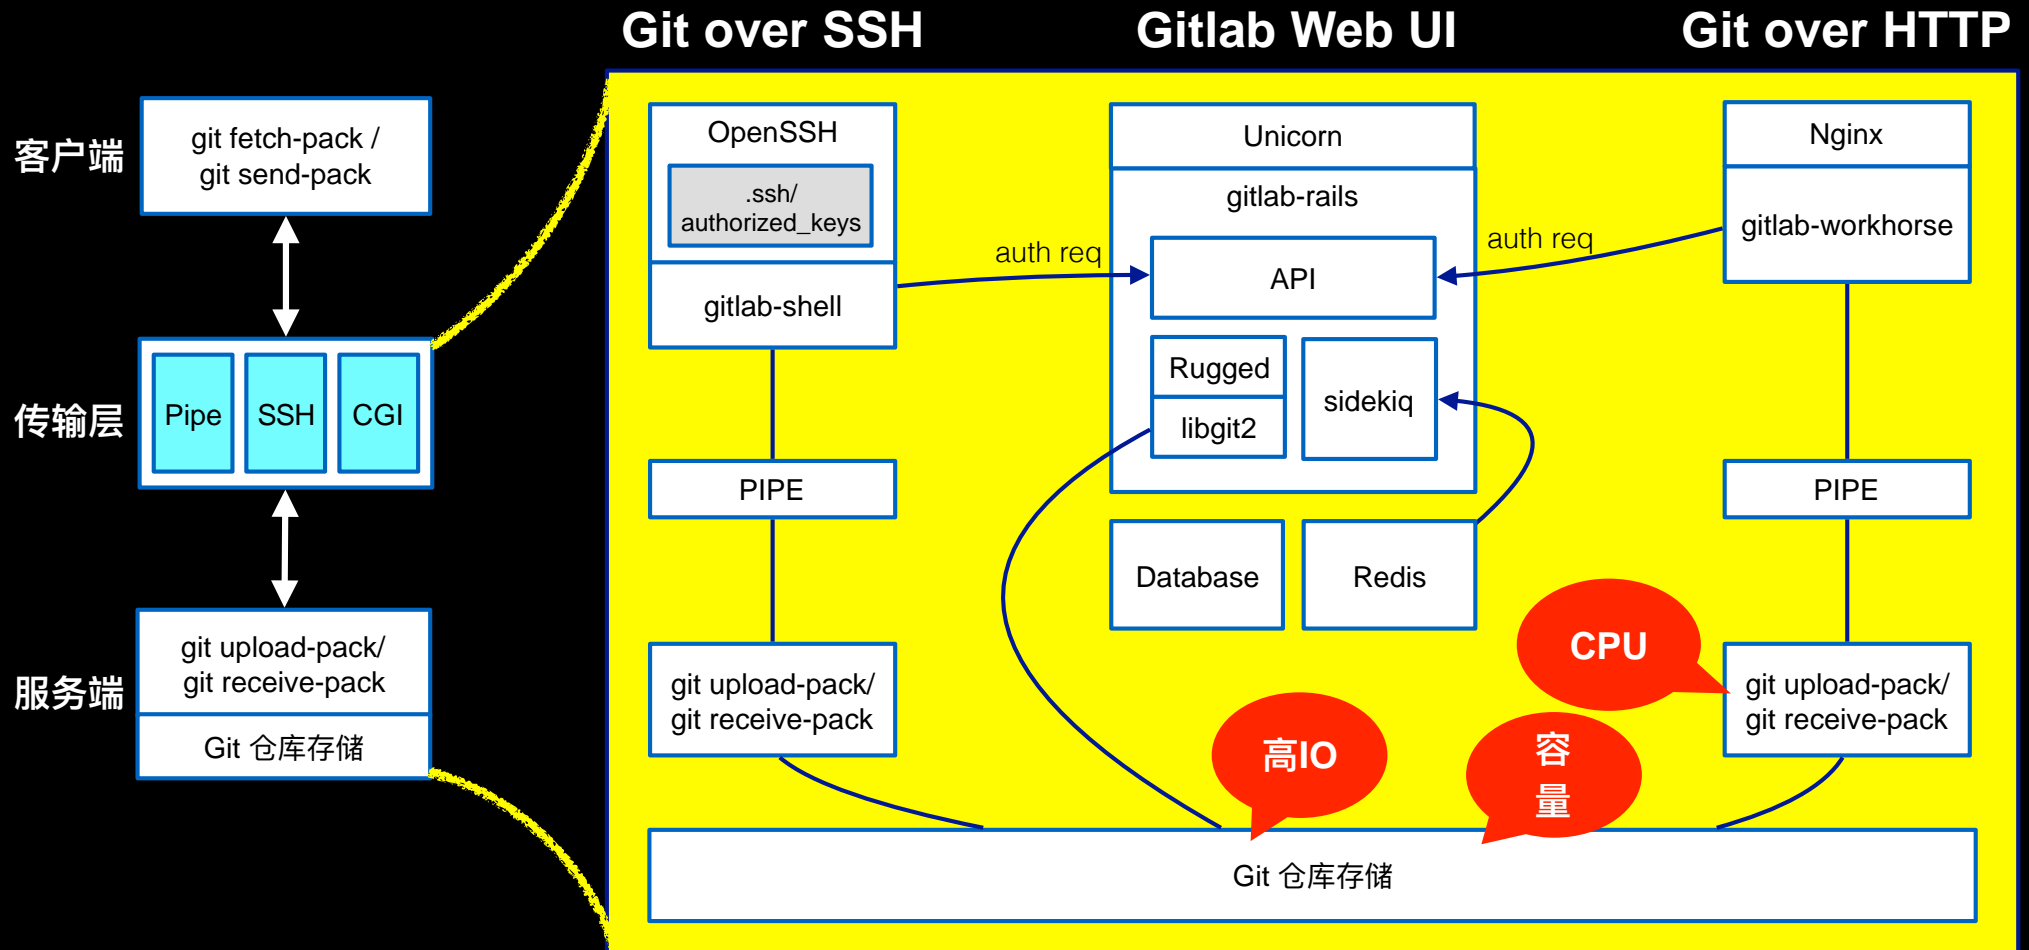 Git over SSH
Gitlab Web UI
Git over HTTP
客户端
git fetch-pack /
git send-pack
传输层
Pipe
SSH
CGI
服务端
git upload-pack/
git receive-pack
Git 仓库存储
OpenSSH
.ssh/
authorized_keys
gitlab-shell
auth req
PIPE
git upload-pack/
git receive-pack
Unicorn
gitlab-rails
API
Rugged
libgit2
sidekiq
Database
Redis
Nginx
gitlab-workhorse
auth req
PIPE
CPU
git upload-pack/
git receive-pack
高IO
容
量
Git 仓库存储